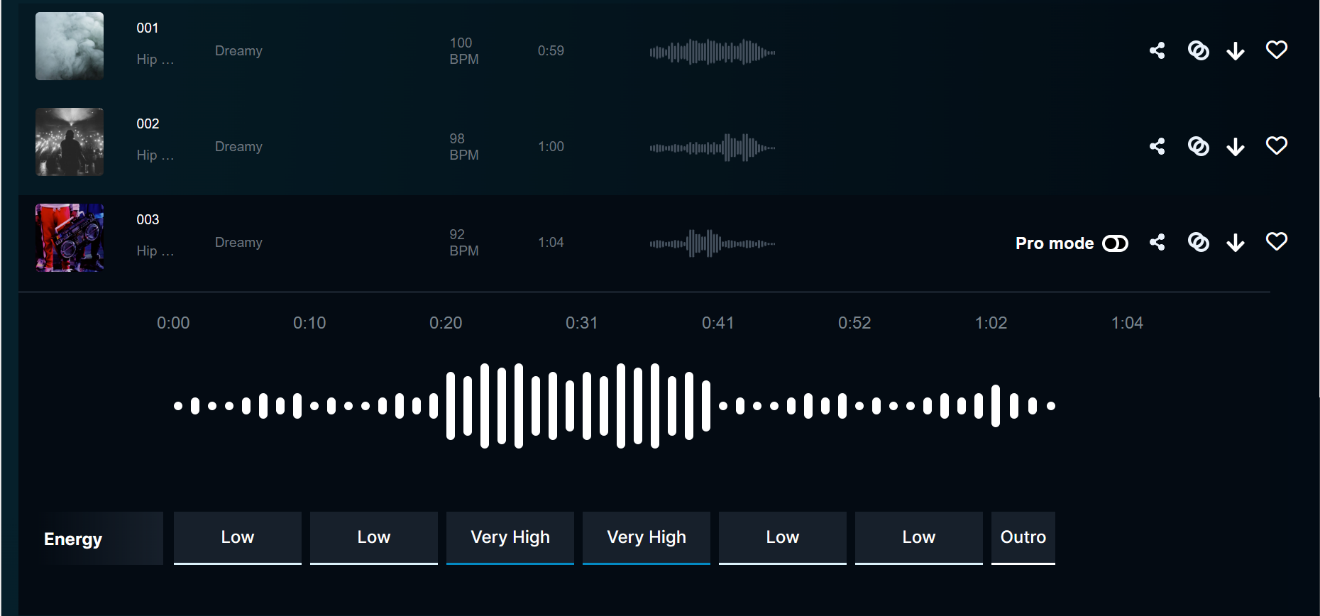 001
Hip ...
Dreamy
100
BPM
0:59
002
Hip ...
Dreamy
98
BPM
1:00
003
Hip ...
Dreamy
92
BPM
1:04
Pro mode
0:00 0:10 0:20 0:31 0:41 0:52 1:02 1:04
Energy Low Low Very High Very High Low Low Outro